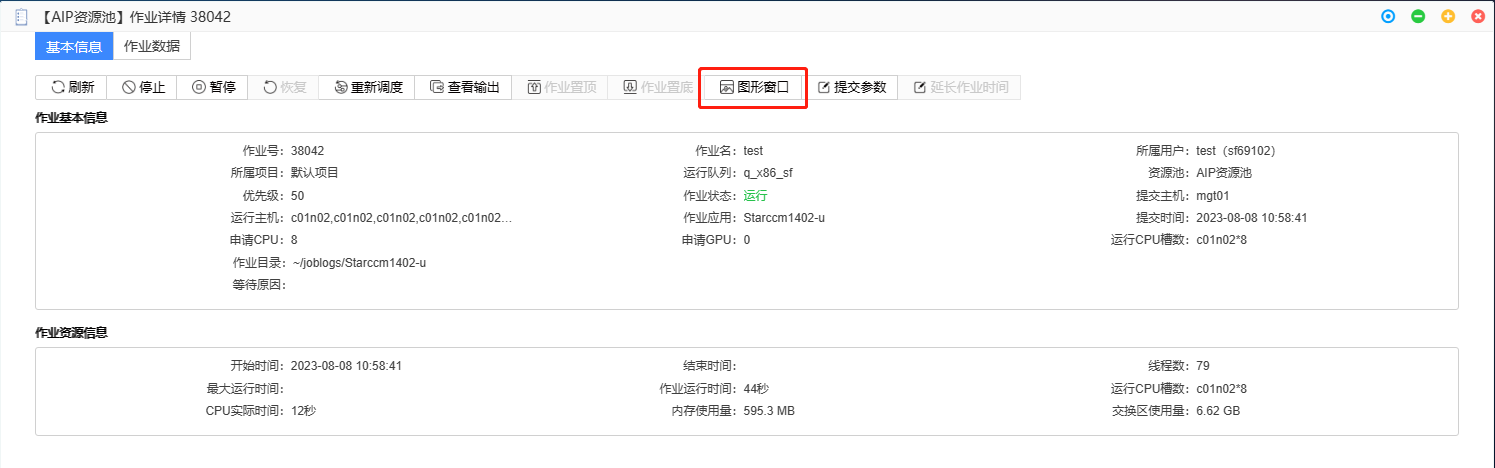 【AIP资源池】作业详情 38042
基本信息 作业数据
刷新 停止 暂停 恢复 重新调度 查看输出 作业置顶 作业置底 图形窗口 提交参数 延长作业时间
作业基本信息
作业号： 38042 作业名： test 所属用户： test（sf69102）
所属项目： 默认项目 运行队列： q_x86_sf 资源池： AIP资源池
优先级： 50 作业状态： 运行 提交主机： mgt01
运行主机： c01n02,c01n02,c01n02,c01n02,c01n02... 作业应用： Starccm1402-u 提交时间： 2023-08-08 10:58:41
申请CPU： 8 申请GPU： 0 运行CPU槽数： c01n02*8
作业目录： ~/joblogs/Starccm1402-u
等待原因：
作业资源信息
开始时间： 2023-08-08 10:58:41 结束时间： 线程数： 79
最大运行时间： 作业运行时间： 44秒 运行CPU槽数： c01n02*8
CPU实际时间： 12秒 内存使用量： 595.3 MB 交换区使用量： 6.62 GB